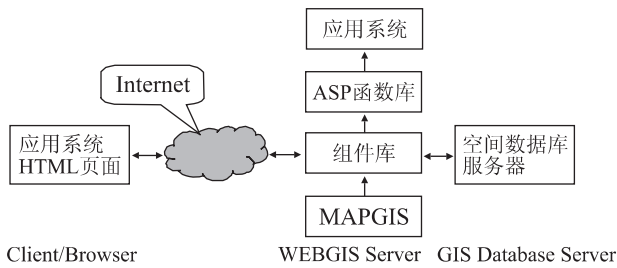 应用系统
ASP函数库
Internet
应用系统
HTML页面
组件库
空间数据库
服务器
MAPGIS
Client/Browser
WEBGIS Server
GIS Database Server